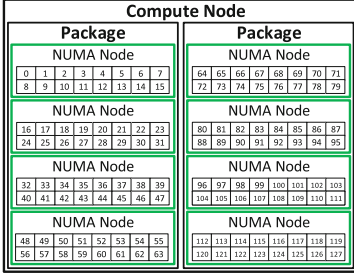 Compute Node
Package
NUMA Node
0 1 2 3 4 5 6 7
8 9 10 11 12 13 14 15
NUMA Node
16 17 18 19 20 21 22 23
24 25 26 27 28 29 30 31
NUMA Node
32 33 34 35 36 37 38 39
40 41 42 43 44 45 46 47
NUMA Node
48 49 50 51 52 53 54 55
56 57 58 59 60 61 62 63
Package
NUMA Node
64 65 66 67 68 69 70 71
72 73 74 75 76 77 78 79
NUMA Node
80 81 82 83 84 85 86 87
88 89 90 91 92 93 94 95
NUMA Node
96 97 98 99 100 101 102 103
104 105 106 107 108 109 110 111
NUMA Node
112 113 114 115 116 117 118 119
120 121 122 123 124 125 126 127